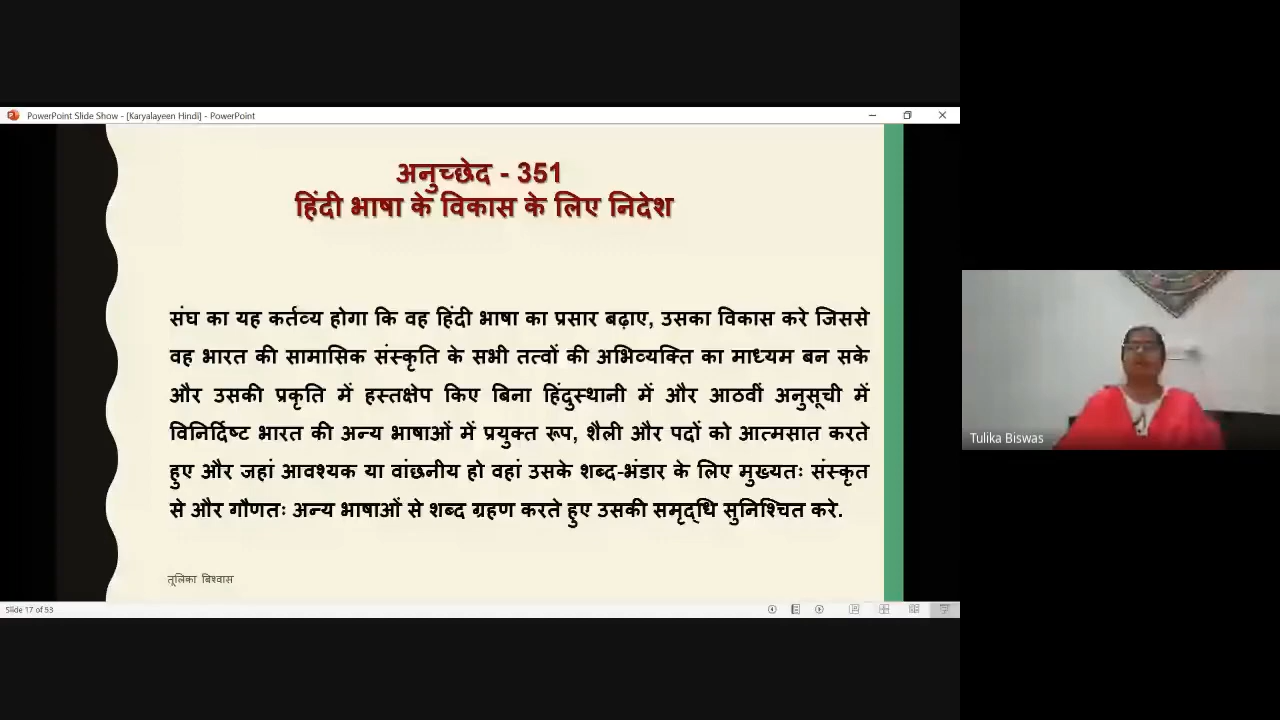 PowerPoint Slide Show - [Karyalayeen Hindi] - PowerPoint
अनुच्छेद - 351
हिंदी भाषा के विकास के लिए निदेश
संघ का यह कर्तव्य होगा कि वह हिंदी भाषा का प्रसार बढ़ाए, उसका विकास करे जिससे
वह भारत की सामासिक संस्कृति के सभी तत्वों की अभिव्यक्ति का माध्यम बन सके
और उसकी प्रकृति में हस्तक्षेप किए बिना हिंदुस्थानी में और आठवीं अनुसूची में
विनिर्दिष्ट भारत की अन्य भाषाओं में प्रयुक्त रूप, शैली और पदों को आत्मसात करते
हुए और जहां आवश्यक या वांछनीय हो वहां उसके शब्द-भंडार के लिए मुख्यतः संस्कृत
से और गौणतः अन्य भाषाओं से शब्द ग्रहण करते हुए उसकी समृद्धि सुनिश्चित करे.
तूलिका बिश्वास
Slide 17 of 53
Tulika Biswas